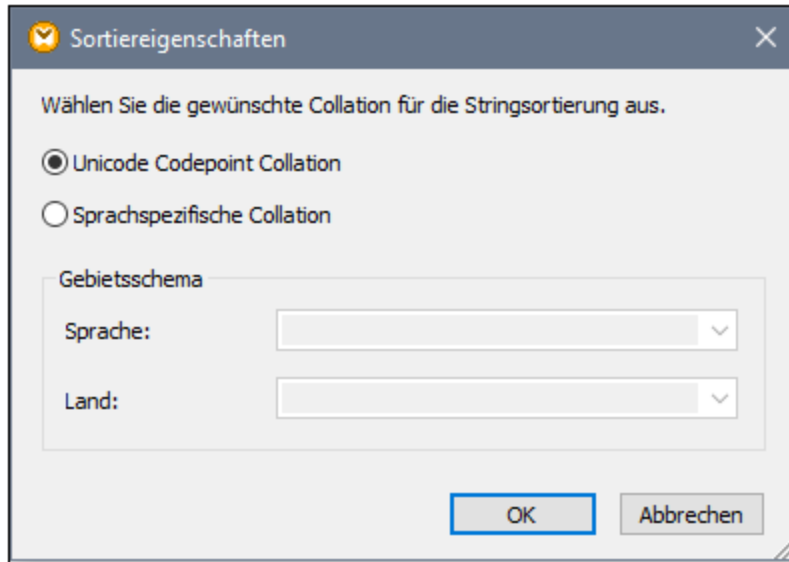 Sortiereigenschaften
Wählen Sie die gewünschte Collation für die Stringsortierung aus.
Unicode Codepoint Collation
Sprachspezifische Collation
Gebietsschema
Sprache:
Land:
OK Abbrechen